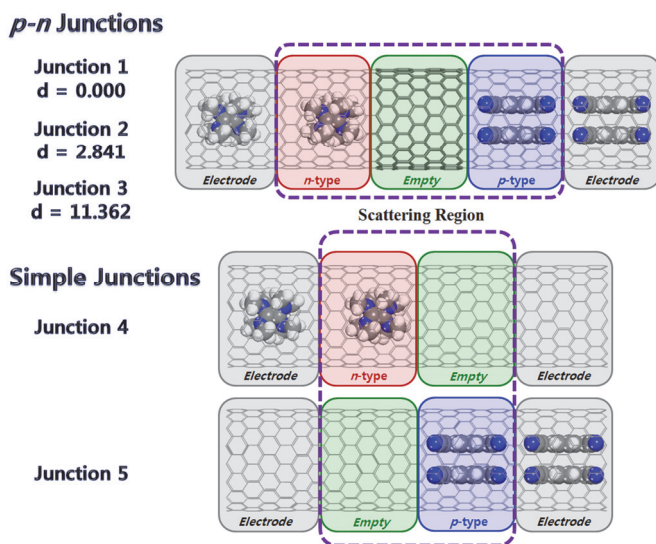 p-n Junctions
Junction 1
d = 0.000
Junction 2
d = 2.841
Junction 3
d = 11.362
Electrode
n-type
Empty
p-type
Electrode
Scattering Region
Simple Junctions
Junction 4
Electrode
n-type
Empty
Electrode
Junction 5
Electrode
Empty
p-type
Electrode